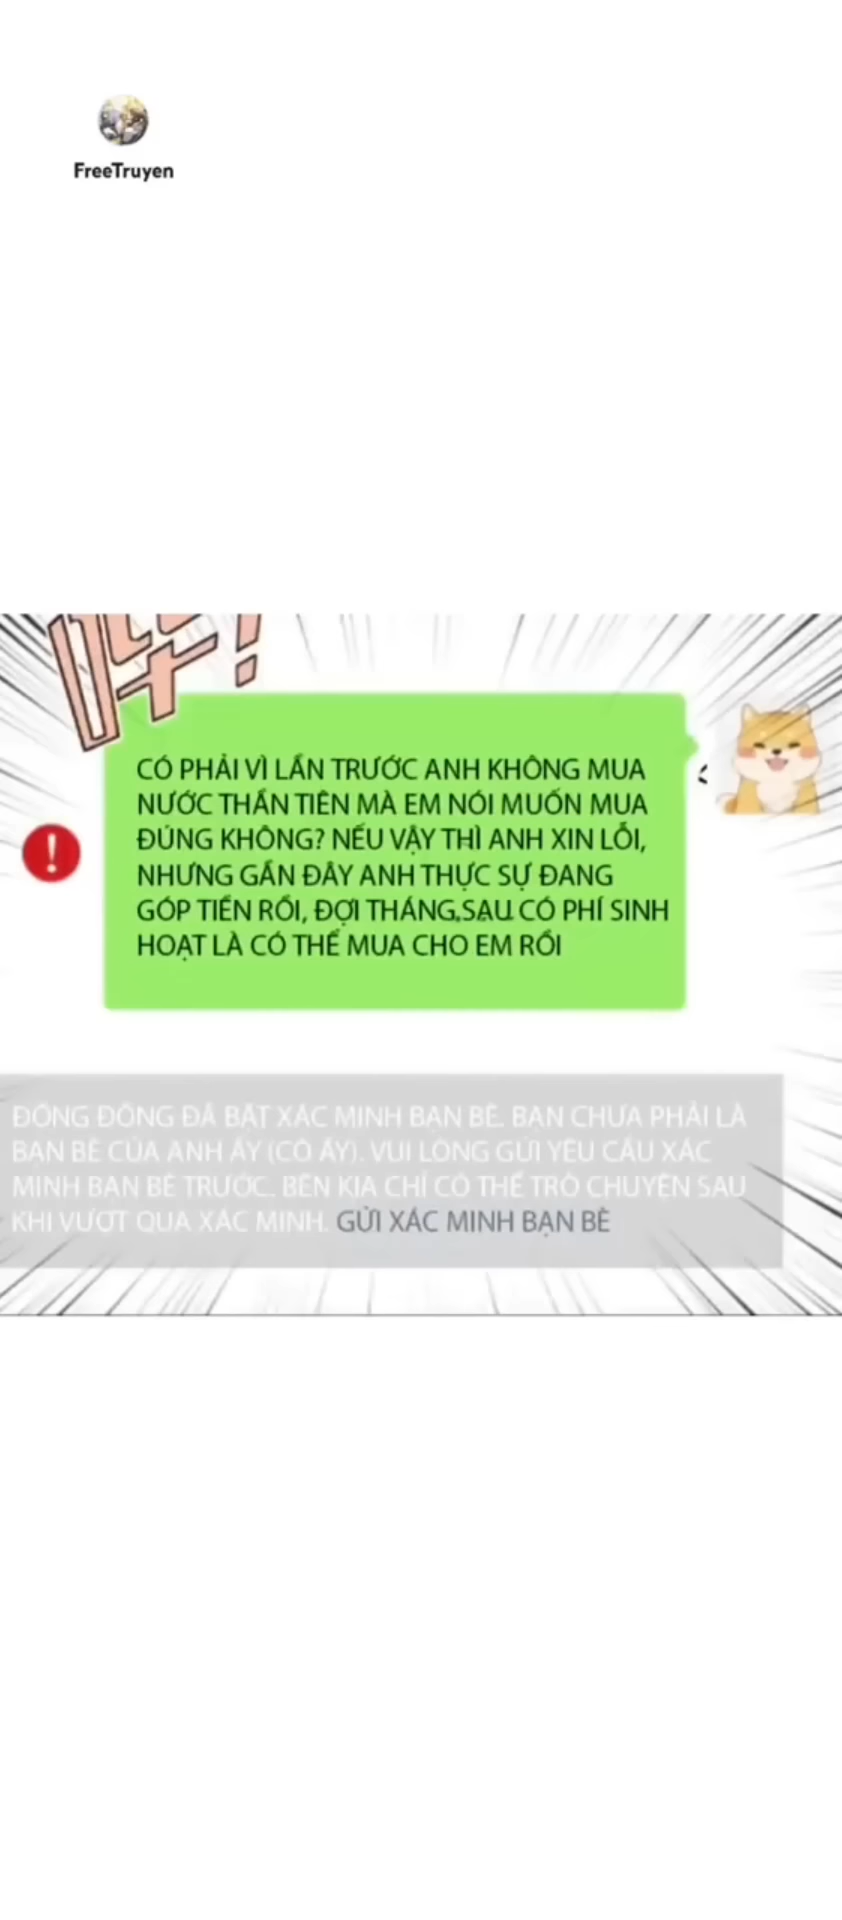 FreeTruyen
CÓ PHẢI VÌ LẦN TRƯỚC ANH KHÔNG MUA
NƯỚC THẦN TIÊN MÀ EM NÓI MUỐN MUA
ĐÚNG KHÔNG? NẾU VẬY THÌ ANH XIN LỖI,
NHƯNG GẦN ĐÂY ANH THỰC SỰ ĐANG
GÓP TIỀN RỒI, ĐỢI THÁNG SAU CÓ PHÍ SINH
HOẠT LÀ CÓ THỂ MUA CHO EM RỒI
ĐỒNG ĐỒNG ĐÃ BẬT XÁC MINH BẠN BÈ. BẠN CHƯA PHẢI LÀ
BẠN BÈ CỦA ANH ẤY (CÔ ẤY). VUI LÒNG GỬI YÊU CẦU XÁC
MINH BẠN BÈ TRƯỚC. BÊN KIA CHỈ CÓ THỂ TRÒ CHUYỆN SAU
KHI VƯỢT QUA XÁC MINH. GỬI XÁC MINH BẠN BÈ